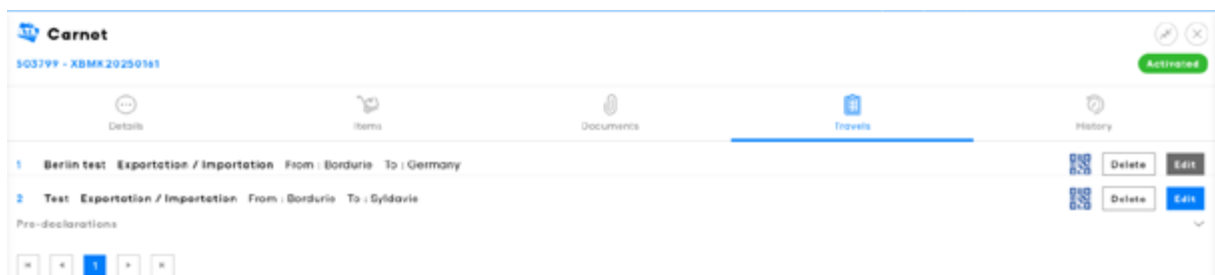 Carnet
503799 - XBMK20250161
Activated
Details Items Documents Travels History
1 Berlin test Exportation / Importation From : Bordurie To : Germany Delete Edit
2 Test Exportation / Importation From : Bordurie To : Syldavie Delete Edit
Pre-declarations
1